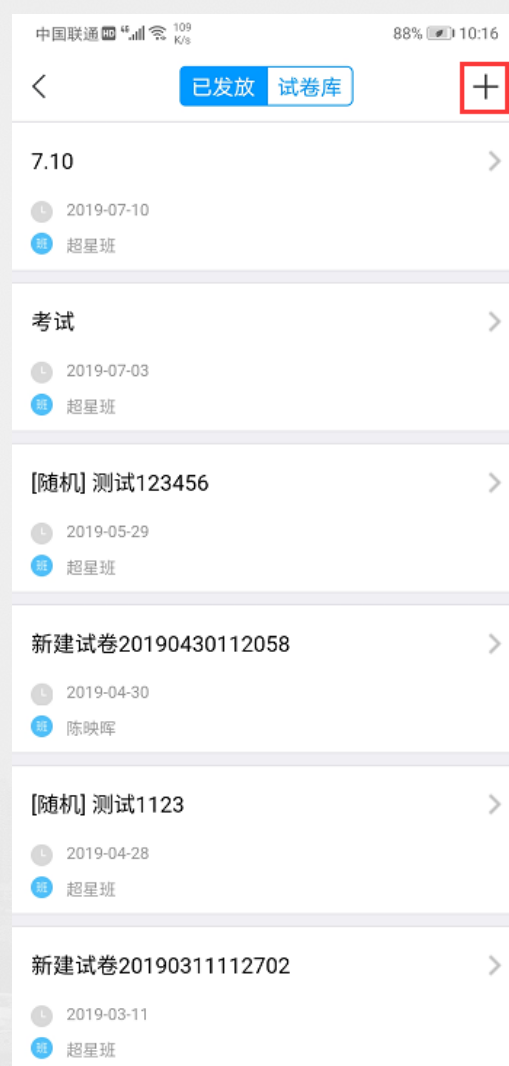 中国联通 HD 46 109 K/s 88% 10:16
已发放 试卷库
7.10
2019-07-10
班 超星班
考试
2019-07-03
班 超星班
[随机] 测试123456
2019-05-29
班 超星班
新建试卷20190430112058
2019-04-30
班 陈映晖
[随机] 测试1123
2019-04-28
班 超星班
新建试卷20190311112702
2019-03-11
班 超星班